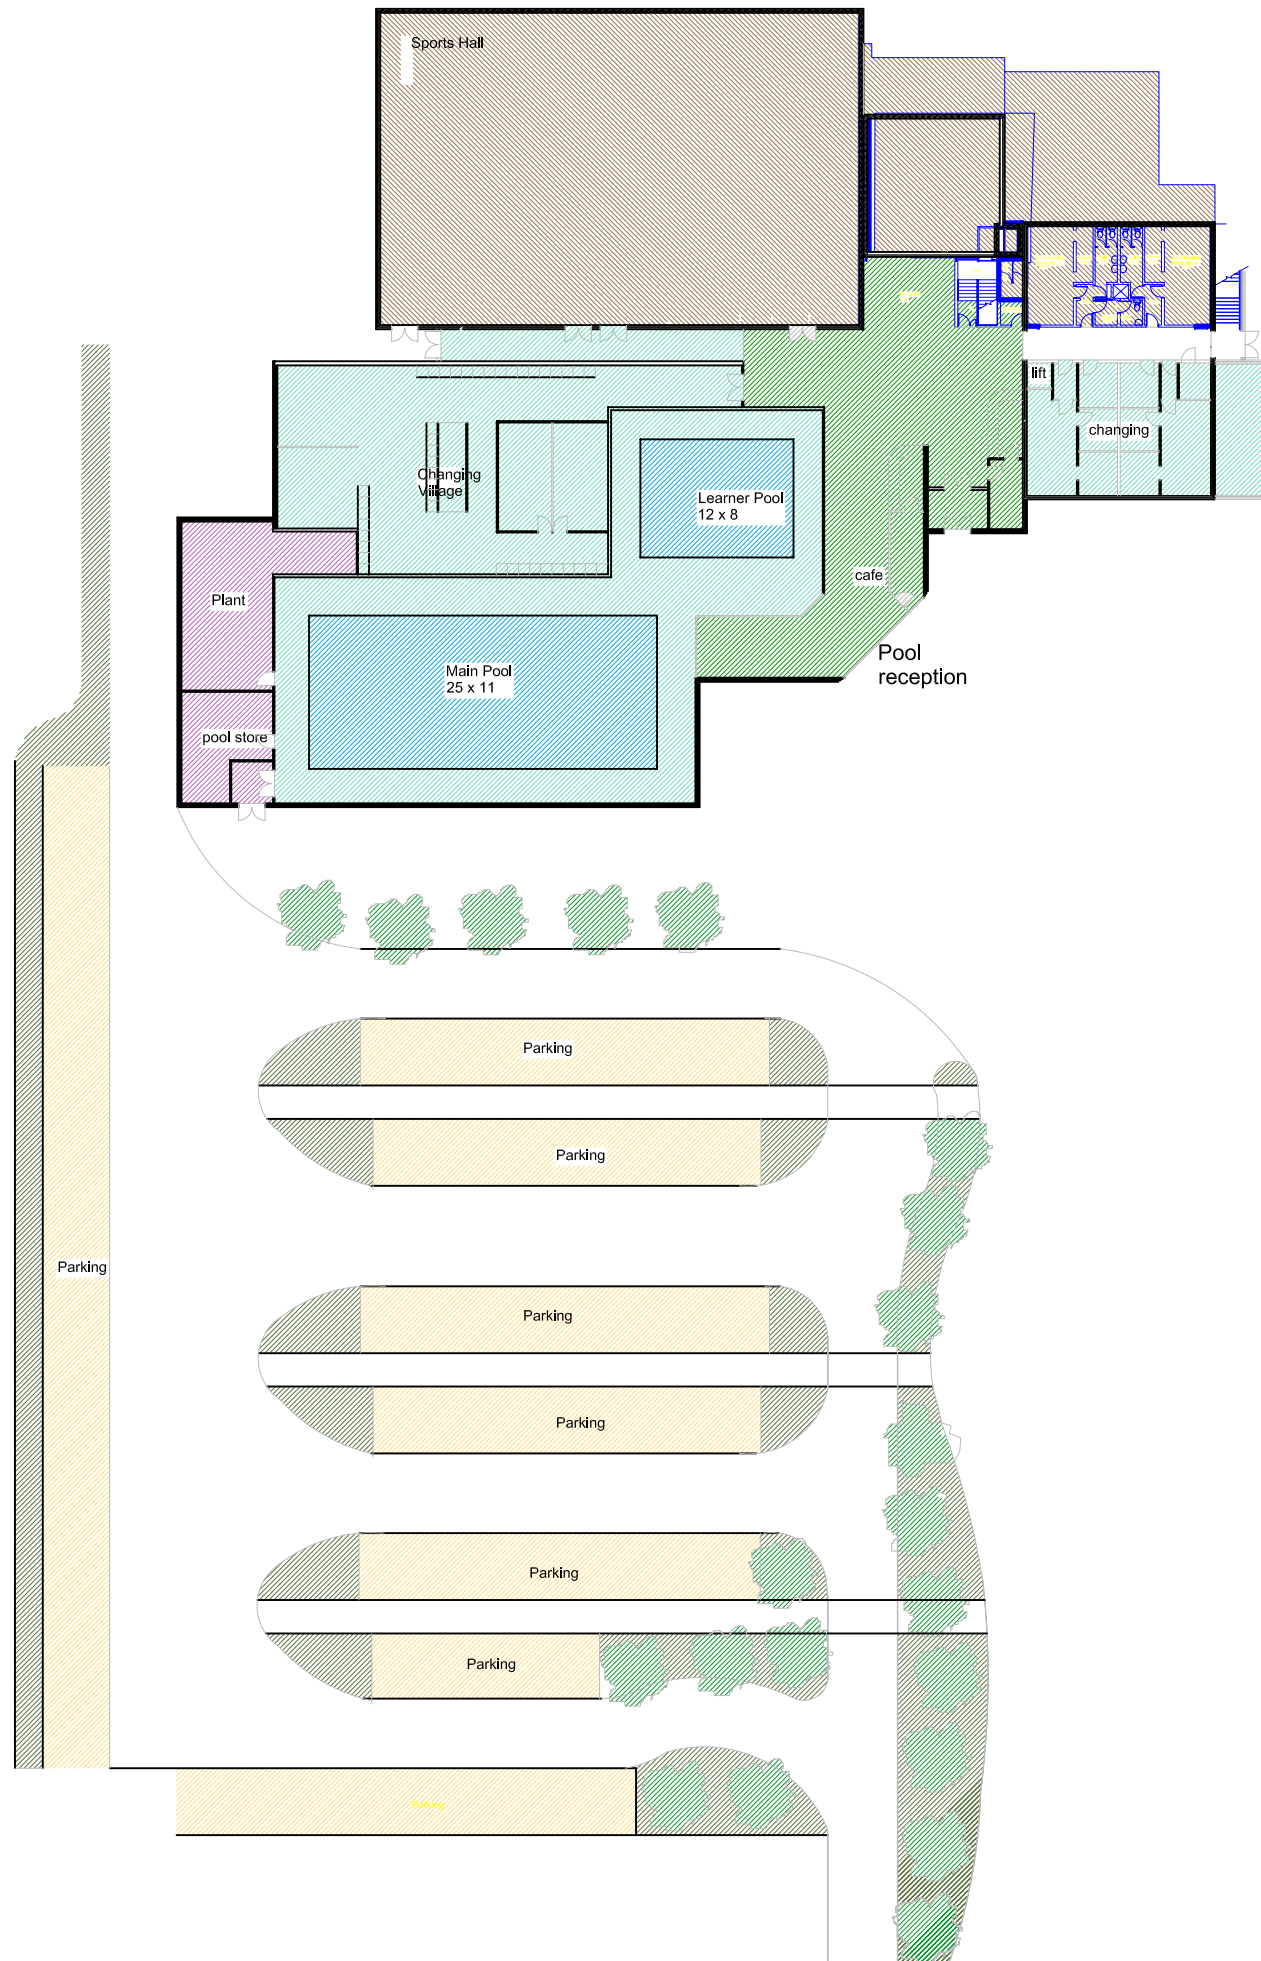 Sports Hall
lift
changing
Changing
Village
Learner Pool
12 x 8
cafe
Plant
Pool
reception
Main Pool
25 x 11
pool store
Parking
Parking
Parking
Parking
Parking
Parking
Parking
Parking